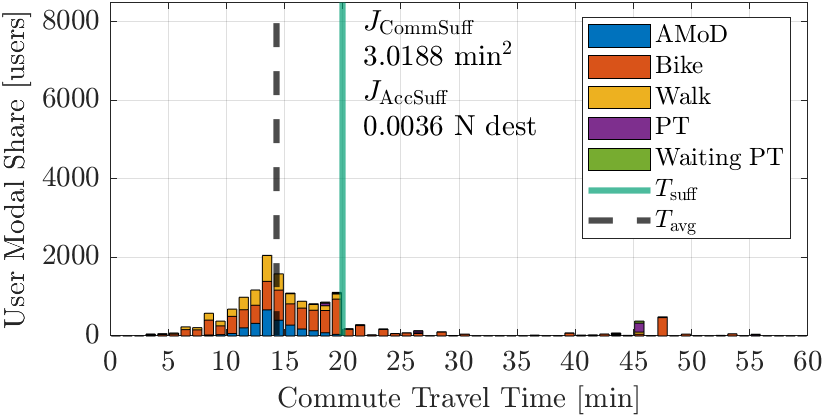 8000
6000
4000
2000
0
User Modal Share [users]
J_CommSuff
3.0188 min²
J_AccSuff
0.0036 N dest
AMoD
Bike
Walk
PT
Waiting PT
T_suff
T_avg
0 5 10 15 20 25 30 35 40 45 50 55 60
Commute Travel Time [min]